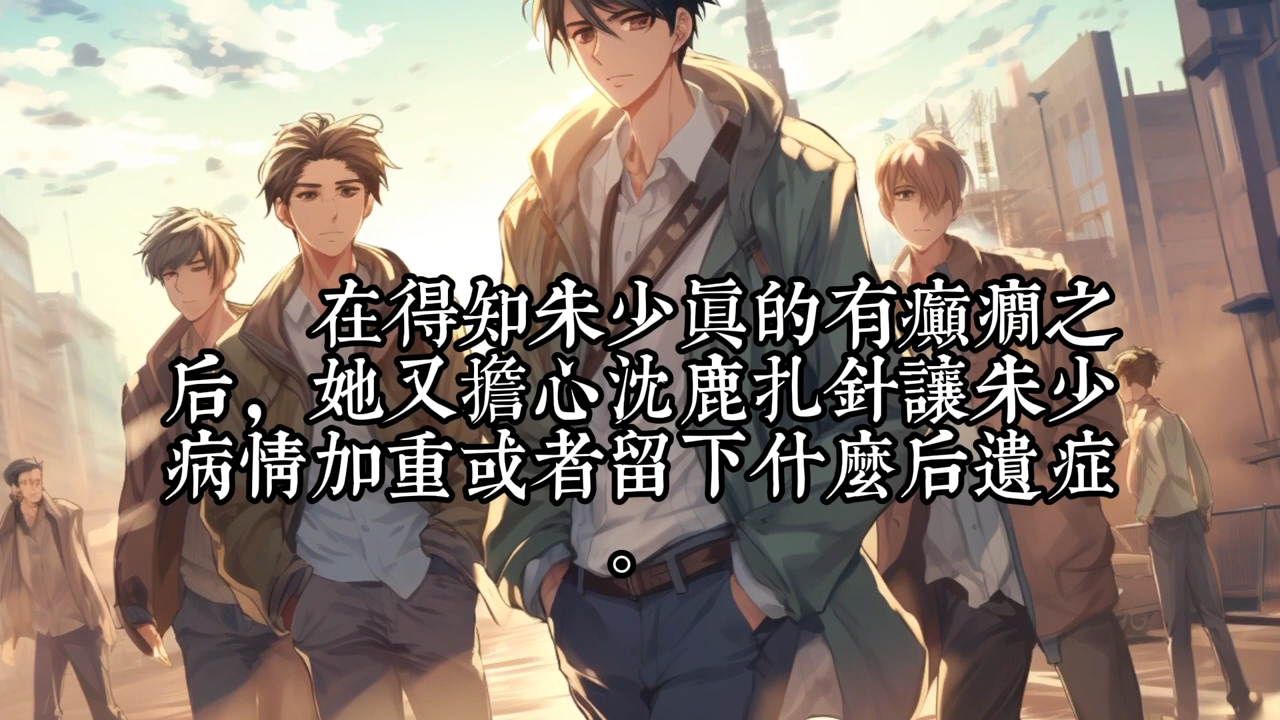 在得知朱少眞的有癲癇之
后，她又擔心沈鹿扎針讓朱少
病情加重或者留下什麼后遺症
。